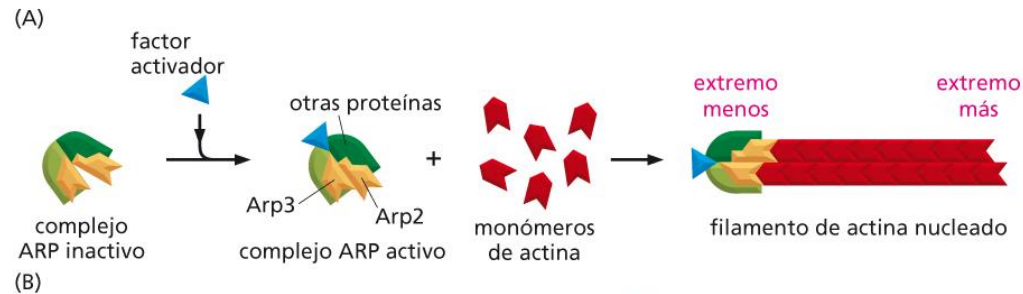 (A)
factor
activador
otras proteínas
extremo
menos
extremo
más
+
Arp3
Arp2
complejo
ARP inactivo
complejo ARP activo
monómeros
de actina
filamento de actina nucleado
(B)